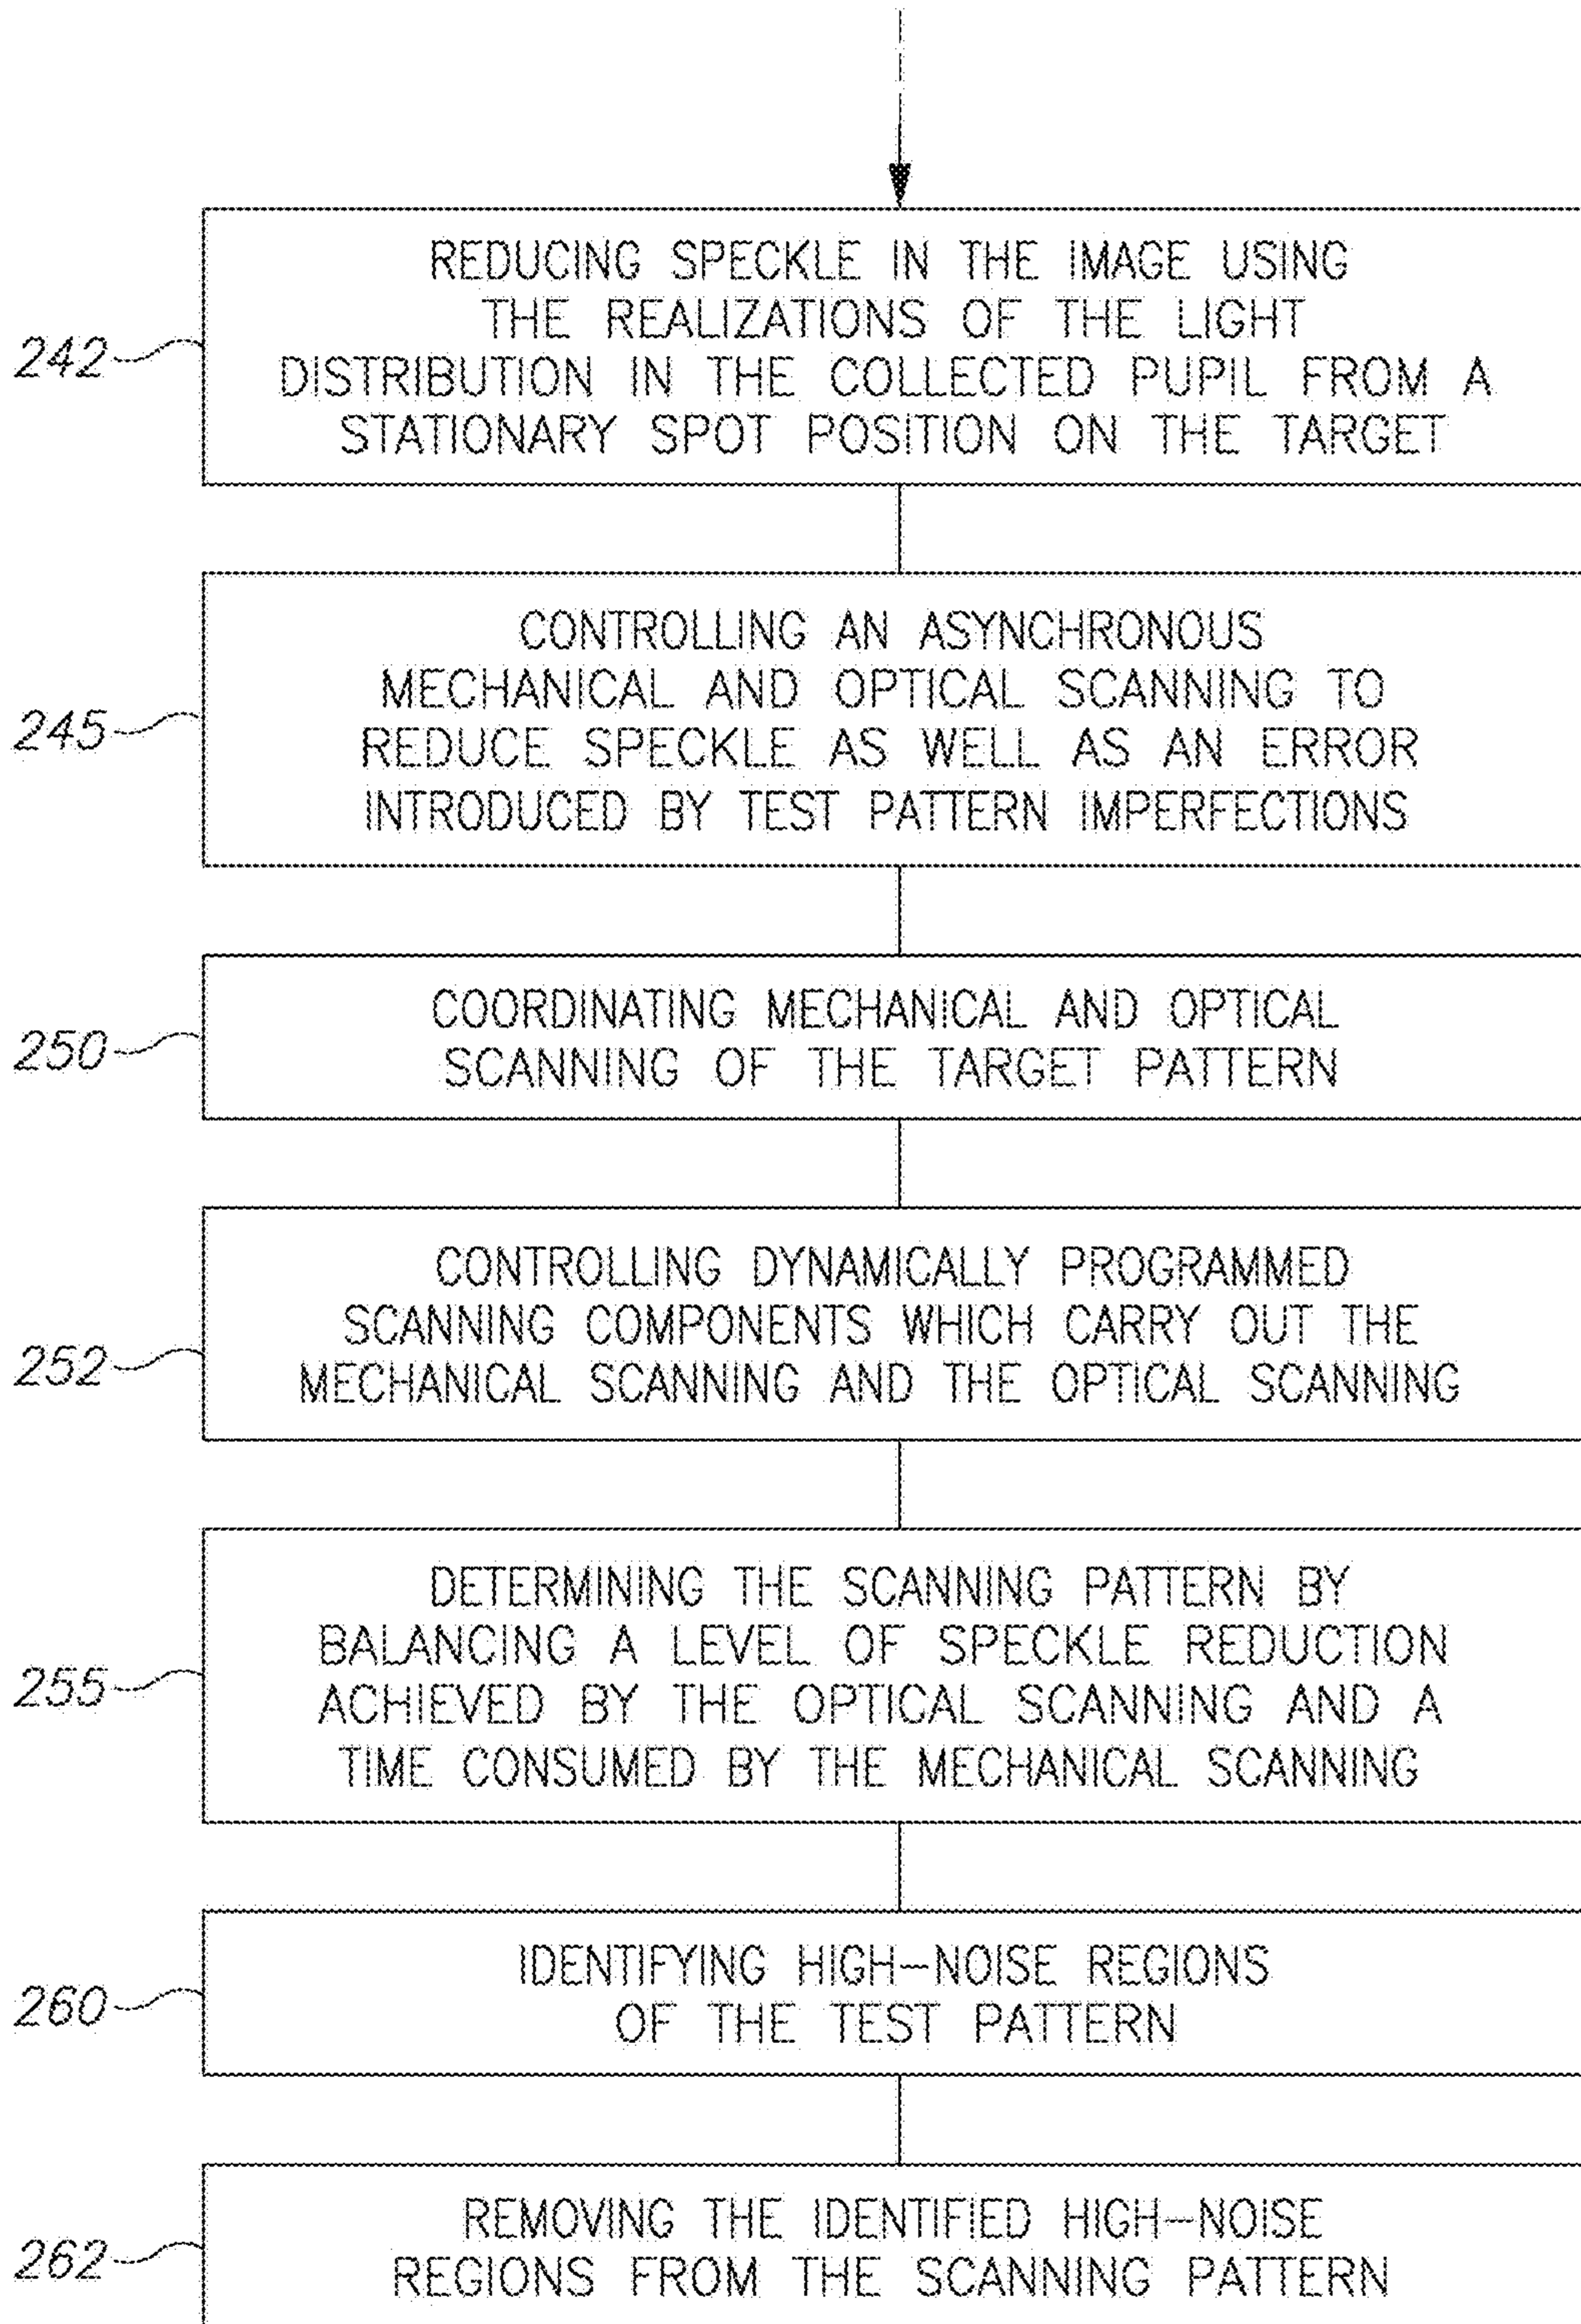 242
REDUCING SPECKLE IN THE IMAGE USING
THE REALIZATIONS OF THE LIGHT
DISTRIBUTION IN THE COLLECTED PUPIL FROM A
STATIONARY SPOT POSITION ON THE TARGET
245
CONTROLLING AN ASYNCHRONOUS
MECHANICAL AND OPTICAL SCANNING TO
REDUCE SPECKLE AS WELL AS AN ERROR
INTRODUCED BY TEST PATTERN IMPERFECTIONS
250
COORDINATING MECHANICAL AND OPTICAL
SCANNING OF THE TARGET PATTERN
252
CONTROLLING DYNAMICALLY PROGRAMMED
SCANNING COMPONENTS WHICH CARRY OUT THE
MECHANICAL SCANNING AND THE OPTICAL SCANNING
255
DETERMINING THE SCANNING PATTERN BY
BALANCING A LEVEL OF SPECKLE REDUCTION
ACHIEVED BY THE OPTICAL SCANNING AND A
TIME CONSUMED BY THE MECHANICAL SCANNING
260
IDENTIFYING HIGH-NOISE REGIONS
OF THE TEST PATTERN
262
REMOVING THE IDENTIFIED HIGH-NOISE
REGIONS FROM THE SCANNING PATTERN